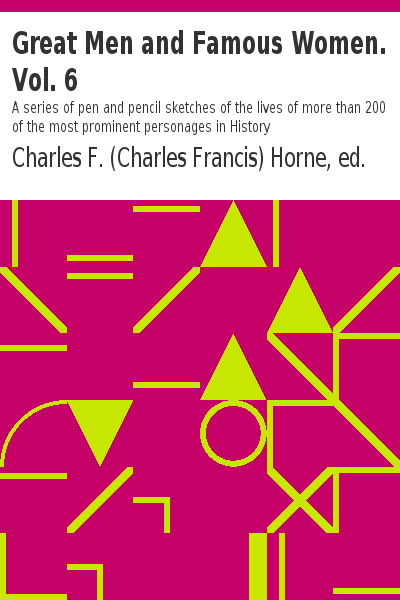 Great Men and Famous Women.
Vol. 6
A series of pen and pencil sketches of the lives of more than 200
of the most prominent personages in History
Charles F. (Charles Francis) Horne, ed.